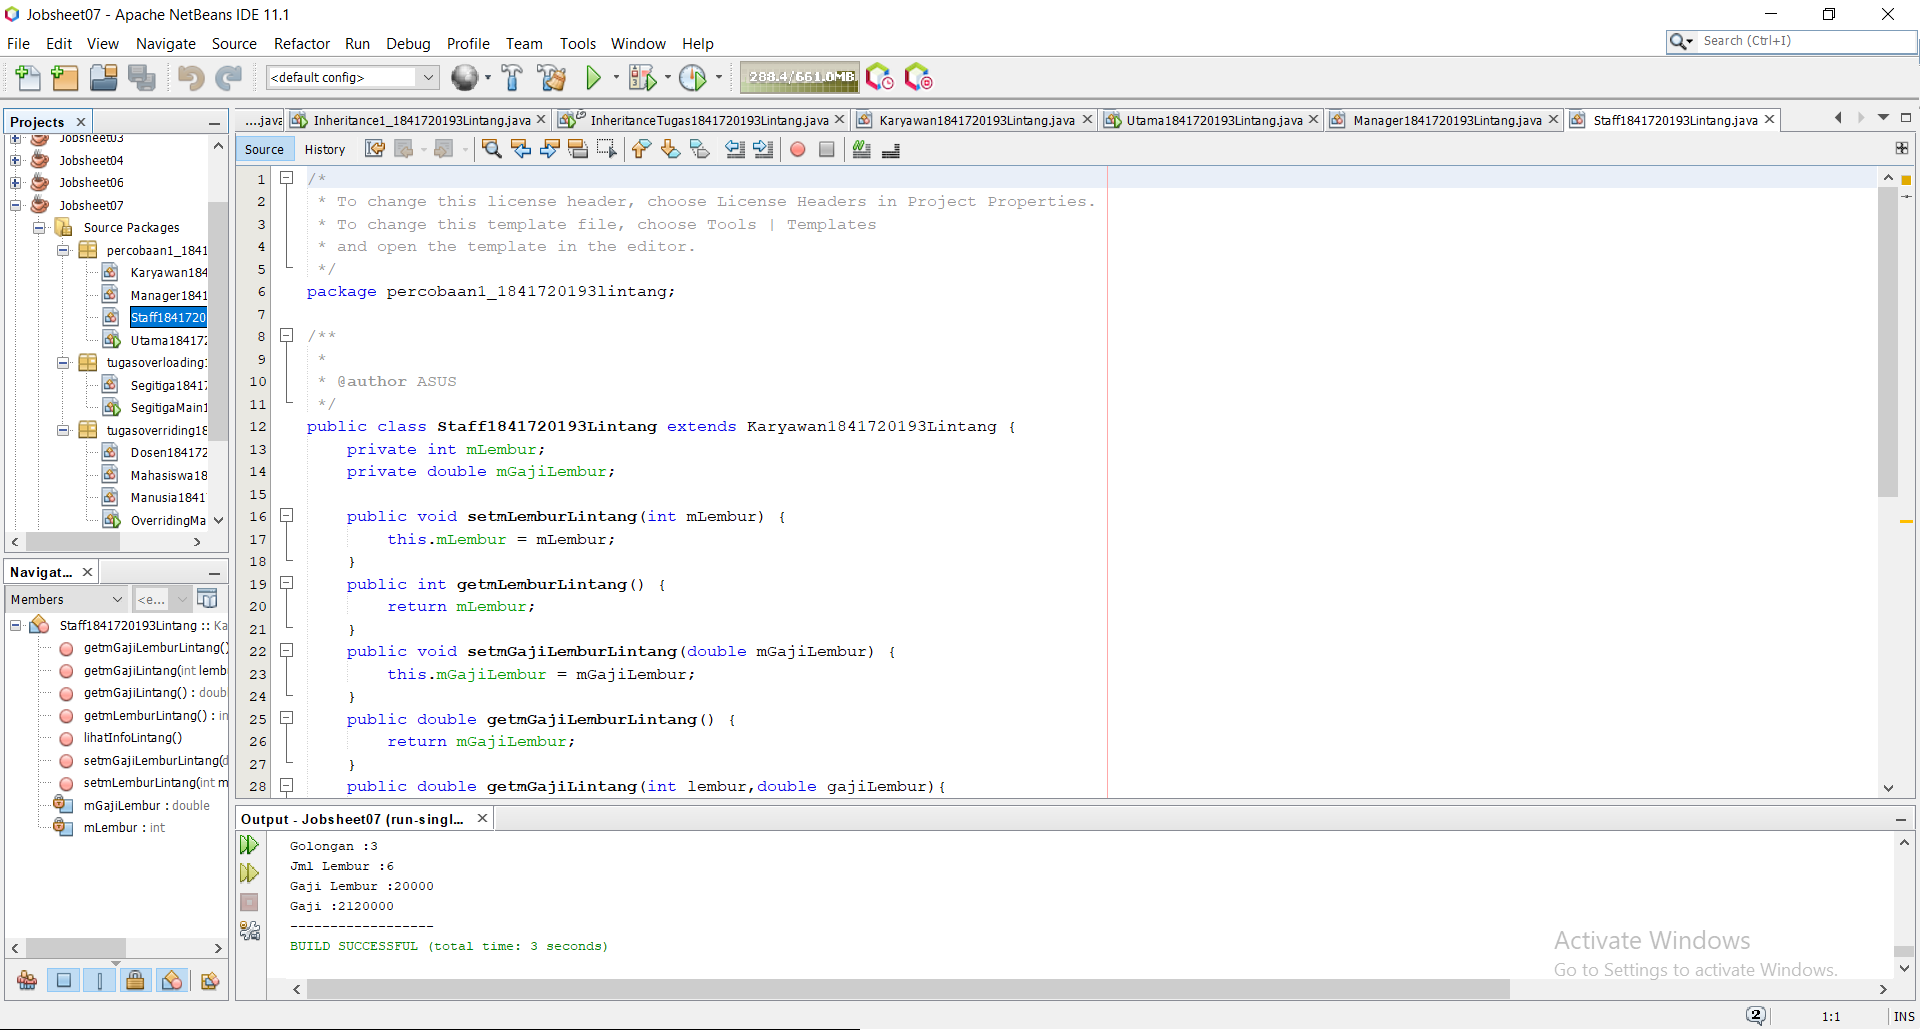 Jobsheet07 - Apache NetBeans IDE 11.1
File Edit View Navigate Source Refactor Run Debug Profile Team Tools Window Help
Search (Ctrl+I)
<default config>
288.4/661.0MB
Projects
....java
Inheritance1_1841720193Lintang.java
InheritanceTugas1841720193Lintang.java
Karyawan1841720193Lintang.java
Utama1841720193Lintang.java
Manager1841720193Lintang.java
Staff1841720193Lintang.java
Jobsheet03
Jobsheet04
Jobsheet06
Jobsheet07
Source Packages
percobaan1_1841
Karyawan184
Manager1841
Staff1841720
Utama18417
tugasoverloading
Segitiga1841
SegitigaMain
tugasoverriding18
Dosen184172
Mahasiswa18
Manusia1841
OverridingMa
Source History
1 /*
2 * To change this license header, choose License Headers in Project Properties.
3 * To change this template file, choose Tools | Templates
4 * and open the template in the editor.
5 */
6 package percobaan1_1841720193lintang;
7
8 /**
9 *
10 * @author ASUS
11 */
12 public class Staff1841720193Lintang extends Karyawan1841720193Lintang {
13 private int mLembur;
14 private double mGajiLembur;
15
16 public void setmLemburLintang(int mLembur) {
17 this.mLembur = mLembur;
18 }
19 public int getmLemburLintang() {
20 return mLembur;
21 }
22 public void setmGajiLemburLintang(double mGajiLembur) {
23 this.mGajiLembur = mGajiLembur;
24 }
25 public double getmGajiLemburLintang() {
26 return mGajiLembur;
27 }
28 public double getmGajiLintang(int lembur,double gajiLembur){
Navigat...
Members
<e...
Staff1841720193Lintang :: Ka
getmGajiLemburLintang()
getmGajiLintang(int lemb
getmGajiLintang() : doub
getmLemburLintang() : in
lihatInfoLintang()
setmGajiLemburLintang(d
setmLemburLintang(int m
mGajiLembur : double
mLembur : int
Output - Jobsheet07 (run-singl...
Golongan :3
Jml Lembur :6
Gaji Lembur :20000
Gaji :2120000
------------------
BUILD SUCCESSFUL (total time: 3 seconds)
Activate Windows
Go to Settings to activate Windows.
2
1:1
INS